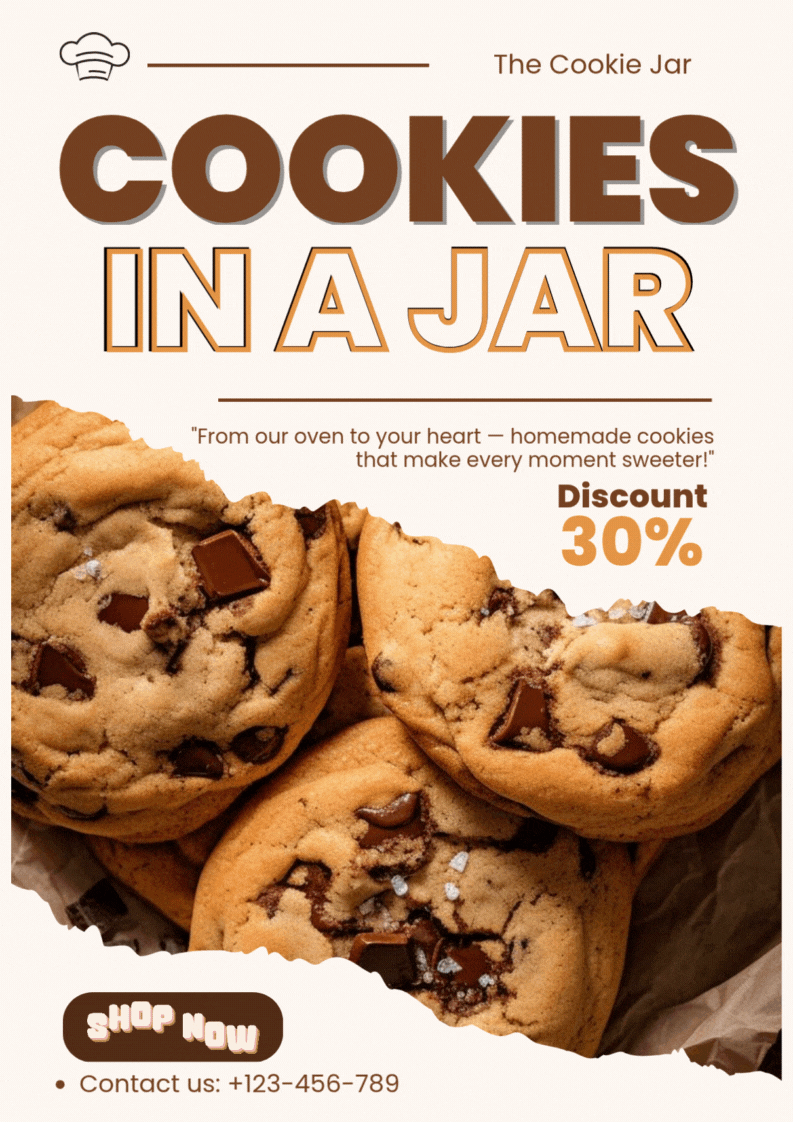 The Cookie Jar
COOKIES
IN A JAR
"From our oven to your heart — homemade cookies
that make every moment sweeter!"
Discount
30%
SHOP NOW
• Contact us: +123-456-789